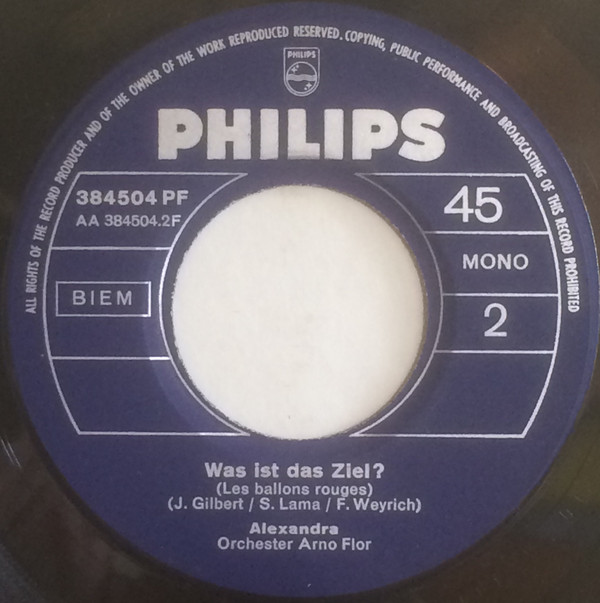 ALL RIGHTS OF THE RECORD PRODUCER AND OF THE OWNER OF THE WORK REPRODUCED RESERVED. COPYING, PUBLIC PERFORMANCE AND BROADCASTING OF THIS RECORD PROHIBITED
PHILIPS
PHILIPS
384504 PF
AA 384504.2F
45
MONO
BIEM
2
Was ist das Ziel?
(Les ballons rouges)
(J. Gilbert / S. Lama / F. Weyrich)
Alexandra
Orchester Arno Flor